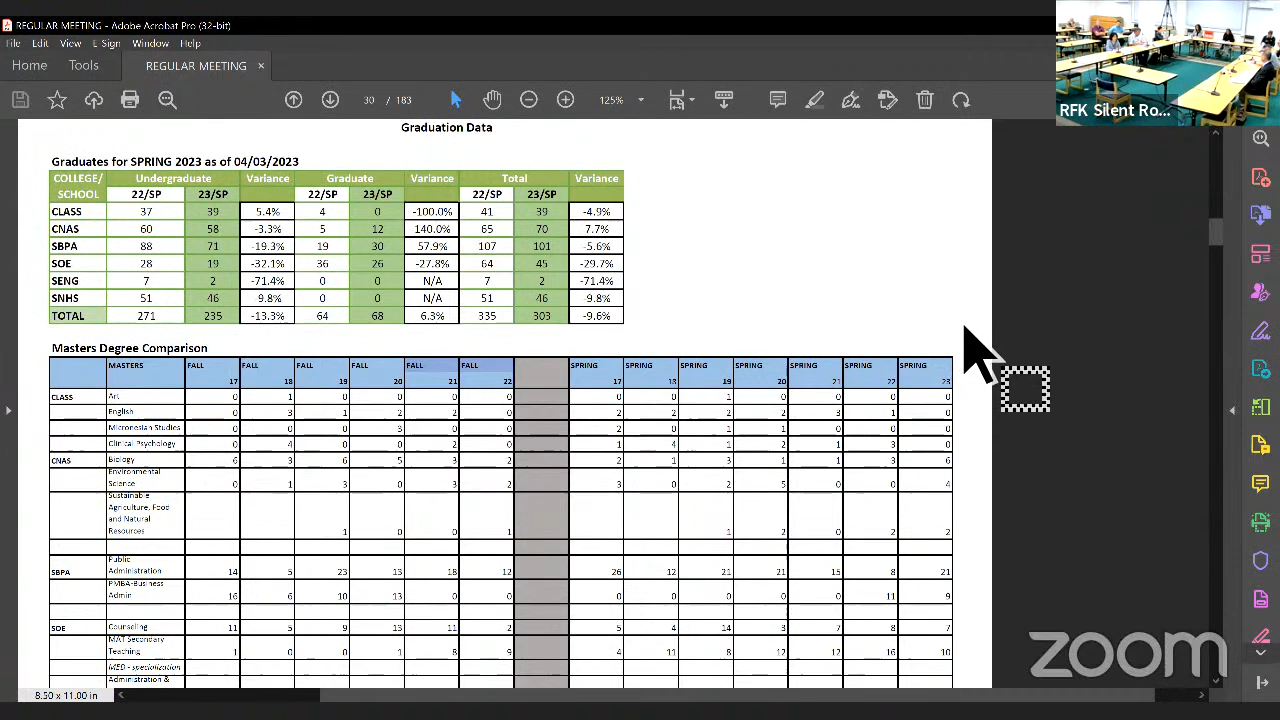 REGULAR MEETING - Adobe Acrobat Pro (32-bit)
File Edit View E-Sign Window Help
Home Tools REGULAR MEETING ×
30 / 183 125%
RFK Silent Ro...
Graduation Data
Graduates for SPRING 2023 as of 04/03/2023
COLLEGE/ SCHOOL Undergraduate Variance Graduate Variance Total Variance
22/SP 23/SP 22/SP 23/SP 22/SP 23/SP
CLASS 37 39 5.4% 4 0 -100.0% 41 39 -4.9%
CNAS 60 58 -3.3% 5 12 140.0% 65 70 7.7%
SBPA 88 71 -19.3% 19 30 57.9% 107 101 -5.6%
SOE 28 19 -32.1% 36 26 -27.8% 64 45 -29.7%
SENG 7 2 -71.4% 0 0 N/A 7 2 -71.4%
SNHS 51 46 -9.8% 0 0 N/A 51 46 -9.8%
TOTAL 271 235 -13.3% 64 68 6.3% 335 303 -9.6%
Masters Degree Comparison
MASTERS FALL FALL FALL FALL FALL FALL SPRING SPRING SPRING SPRING SPRING SPRING SPRING
17 18 19 20 21 22 17 18 19 20 21 22 23
CLASS Art 0 1 0 0 0 0 0 0 1 0 0 0 0
English 0 3 1 2 2 0 2 2 2 2 3 1 0
Micronesian Studies 0 0 0 3 0 0 2 0 1 1 0 0 0
Clinical Psychology 0 4 0 0 2 0 1 4 1 2 1 3 0
CNAS Biology 6 3 6 5 3 2 2 1 3 1 1 3 6
Environmental
Science 0 1 3 0 3 2 3 0 2 5 0 0 4
Sustainable
Agriculture, Food
and Natural
Resources 1 0 0 1 1 2 0 2 2
Public
SBPA Administration 14 5 23 13 18 12 26 12 21 21 15 8 21
PMBA-Business
Admin 16 6 10 13 0 0 0 0 0 0 0 11 9
SOE Counseling 11 5 9 13 11 2 5 4 14 3 7 8 7
MAT Secondary
Teaching 1 0 0 1 8 9 4 11 8 12 12 16 10
MED - specialization
Administration &
8.50 x 11.00 in
zoom